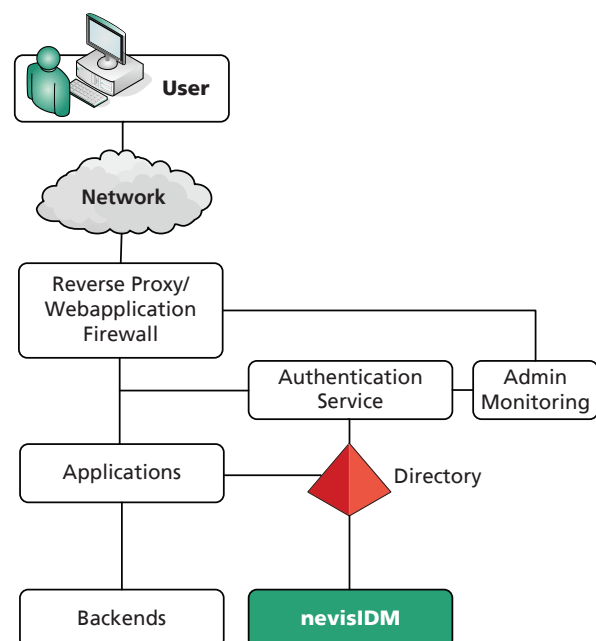 User
Network
Reverse Proxy/
Webapplication
Firewall
Authentication
Service
Admin
Monitoring
Applications
Directory
Backends
nevisIDM